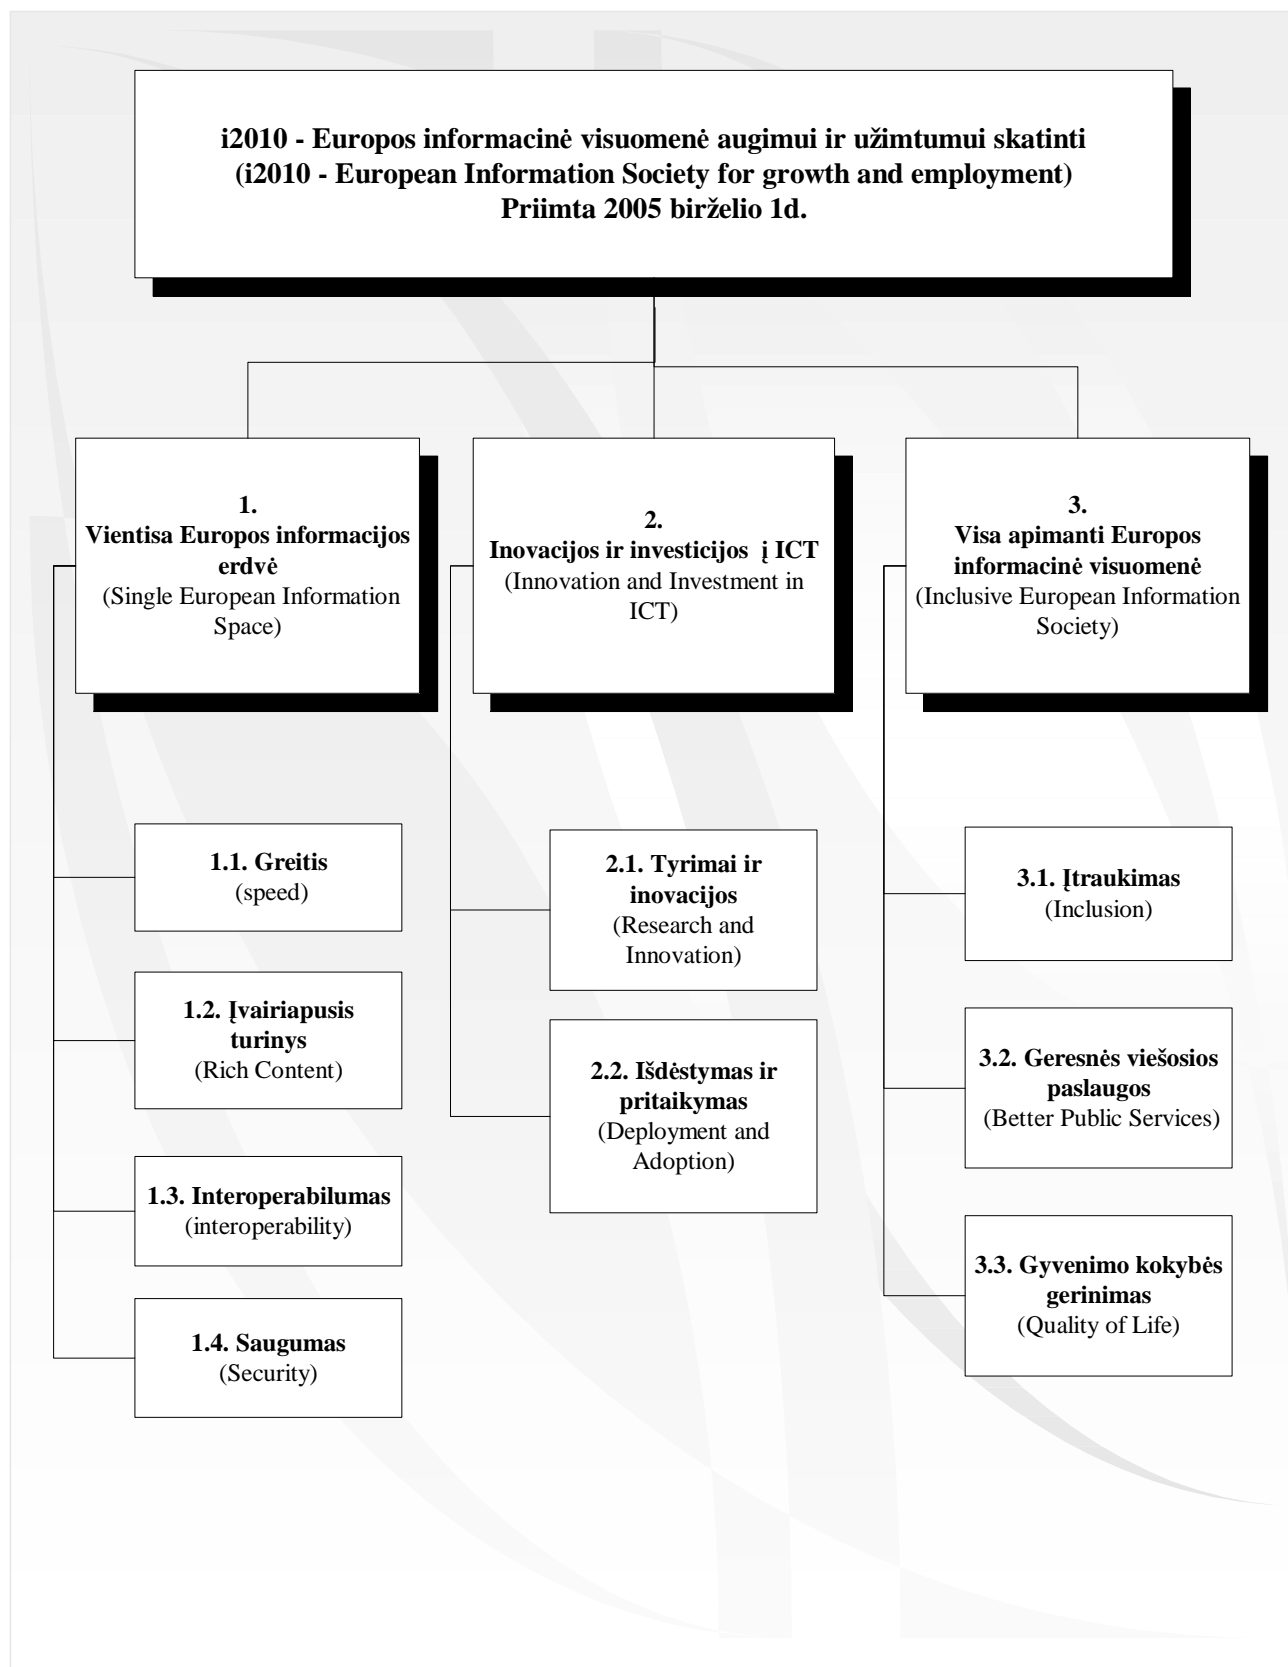 i2010 - Europos informacinė visuomenė augimui ir užimtumui skatinti
(i2010 - European Information Society for growth and employment)
Priimta 2005 birželio 1d.
1.
Vientisa Europos informacijos
erdvė
(Single European Information
Space)
2.
Inovacijos ir investicijos į ICT
(Innovation and Investment in
ICT)
3.
Visa apimanti Europos
informacinė visuomenė
(Inclusive European Information
Society)
1.1. Greitis
(speed)
1.2. Įvairiapusis
turinys
(Rich Content)
1.3. Interoperabilumas
(interoperability)
1.4. Saugumas
(Security)
2.1. Tyrimai ir
inovacijos
(Research and
Innovation)
2.2. Išdėstymas ir
pritaikymas
(Deployment and
Adoption)
3.1. Įtraukimas
(Inclusion)
3.2. Geresnės viešosios
paslaugos
(Better Public Services)
3.3. Gyvenimo kokybės
gerinimas
(Quality of Life)